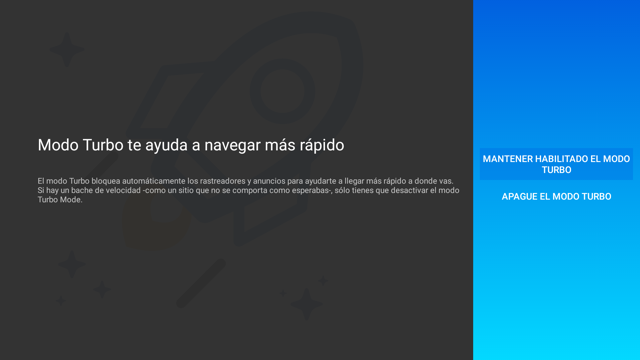 Modo Turbo te ayuda a navegar más rápido
El modo Turbo bloquea automáticamente los rastreadores y anuncios para ayudarte a llegar más rápido a donde vas.
Si hay un bache de velocidad -como un sitio que no se comporta como esperabas-, sólo tienes que desactivar el modo
Turbo Mode.
MANTENER HABILITADO EL MODO
TURBO
APAGUE EL MODO TURBO